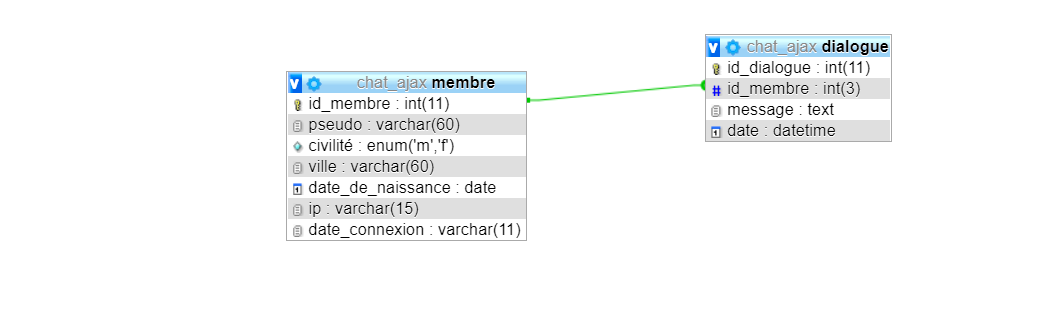 chat_ajax membre
id_membre : int(11)
pseudo : varchar(60)
civilité : enum('m','f')
ville : varchar(60)
date_de_naissance : date
ip : varchar(15)
date_connexion : varchar(11)
chat_ajax dialogue
id_dialogue : int(11)
id_membre : int(3)
message : text
date : datetime